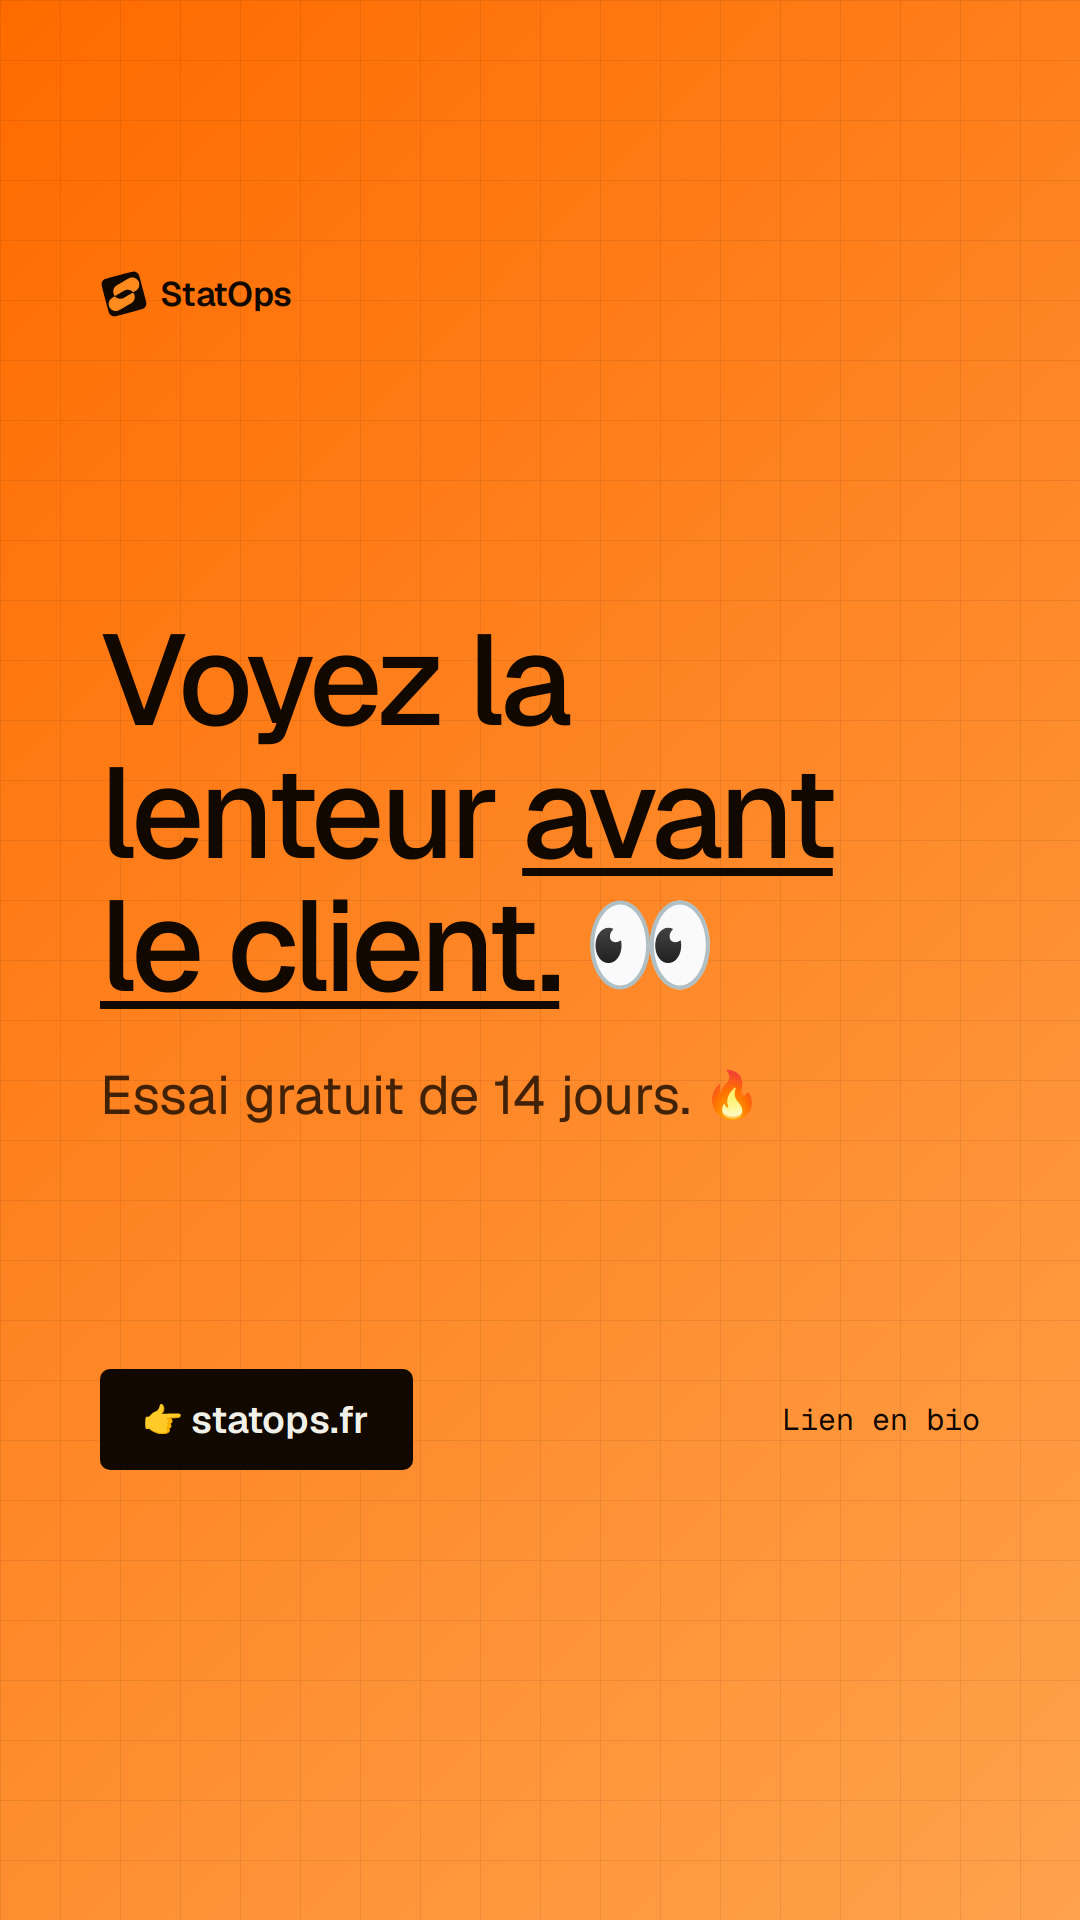 StatOps
Voyez la
lenteur avant
le client. 👀
Essai gratuit de 14 jours. 🔥
👉 statops.fr
Lien en bio